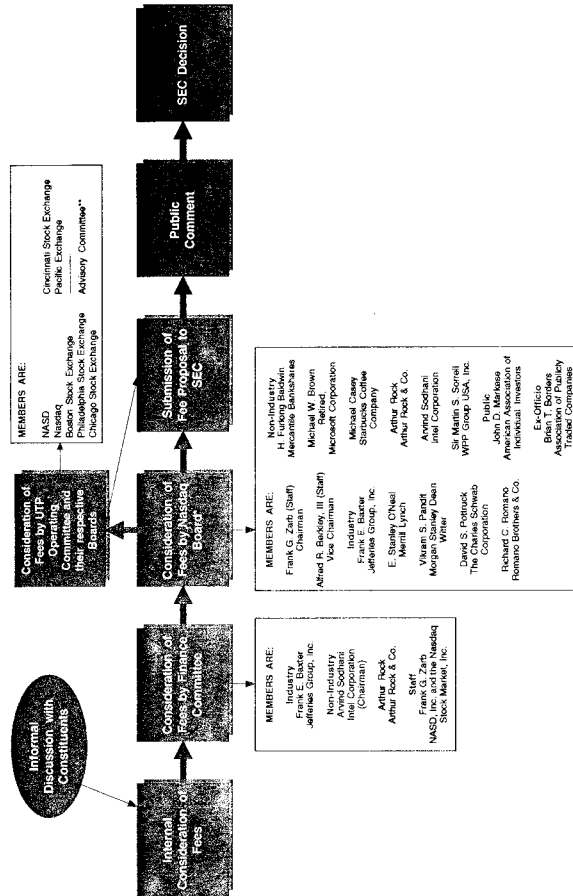 Informal
Discussion with
Constituents
Internal
Consideration of
Fees
Consideration of
Fees by Finance
Committee
MEMBERS ARE:
Industry
Frank E. Baxter
Jefferies Group, Inc.
Non-Industry
Arvind Sodhani
Intel Corporation
(Chairman)
Arthur Rock
Arthur Rock & Co.
Staff
Frank G. Zarb
NASD, Inc. and the Nasdaq
Stock Market, Inc.
Consideration of
Fees by Nasdaq
Board
MEMBERS ARE:
Frank G. Zarb (Staff)
Chairman
Alfred R. Berkley, III (Staff)
Vice Chairman
Industry
Frank E. Baxter
Jefferies Group, Inc
E. Stanley O'Neal
Merrill Lynch
Vikram S. Pandit
Morgan Stanley Dean
Witter
David S. Pottruck
The Charles Schwab
Corporation
Richard C. Romano
Romano Brothers & Co.
Non-Industry
H. Furlong Baldwin
Mercantile Bankshares
Michael W. Brown
Retired,
Microsoft Corporation
Michael Casey
Starbucks Coffee
Company
Arthur Rock
Arthur Rock & Co.
Arvind Sodhani
Intel Corporation
Sir Martin S. Sorrell
WPP Group USA, Inc.
Public
John D. Markese
American Association of
Individual Investors
Ex-Officio
Brian T. Borders
Association of Publicly
Traded Companies
Consideration of
Fees by UTP
Operating
Committee and
their respective
Boards
MEMBERS ARE:
NASD
Nasdaq
Boston Stock Exchange
Philadelphia Stock Exchange
Chicago Stock Exchange
Cincinnati Stock Exchange
Pacific Exchange
Advisory Committee**
Submission of
Fee Proposal to
SEC
Public
Comment
SEC Decision